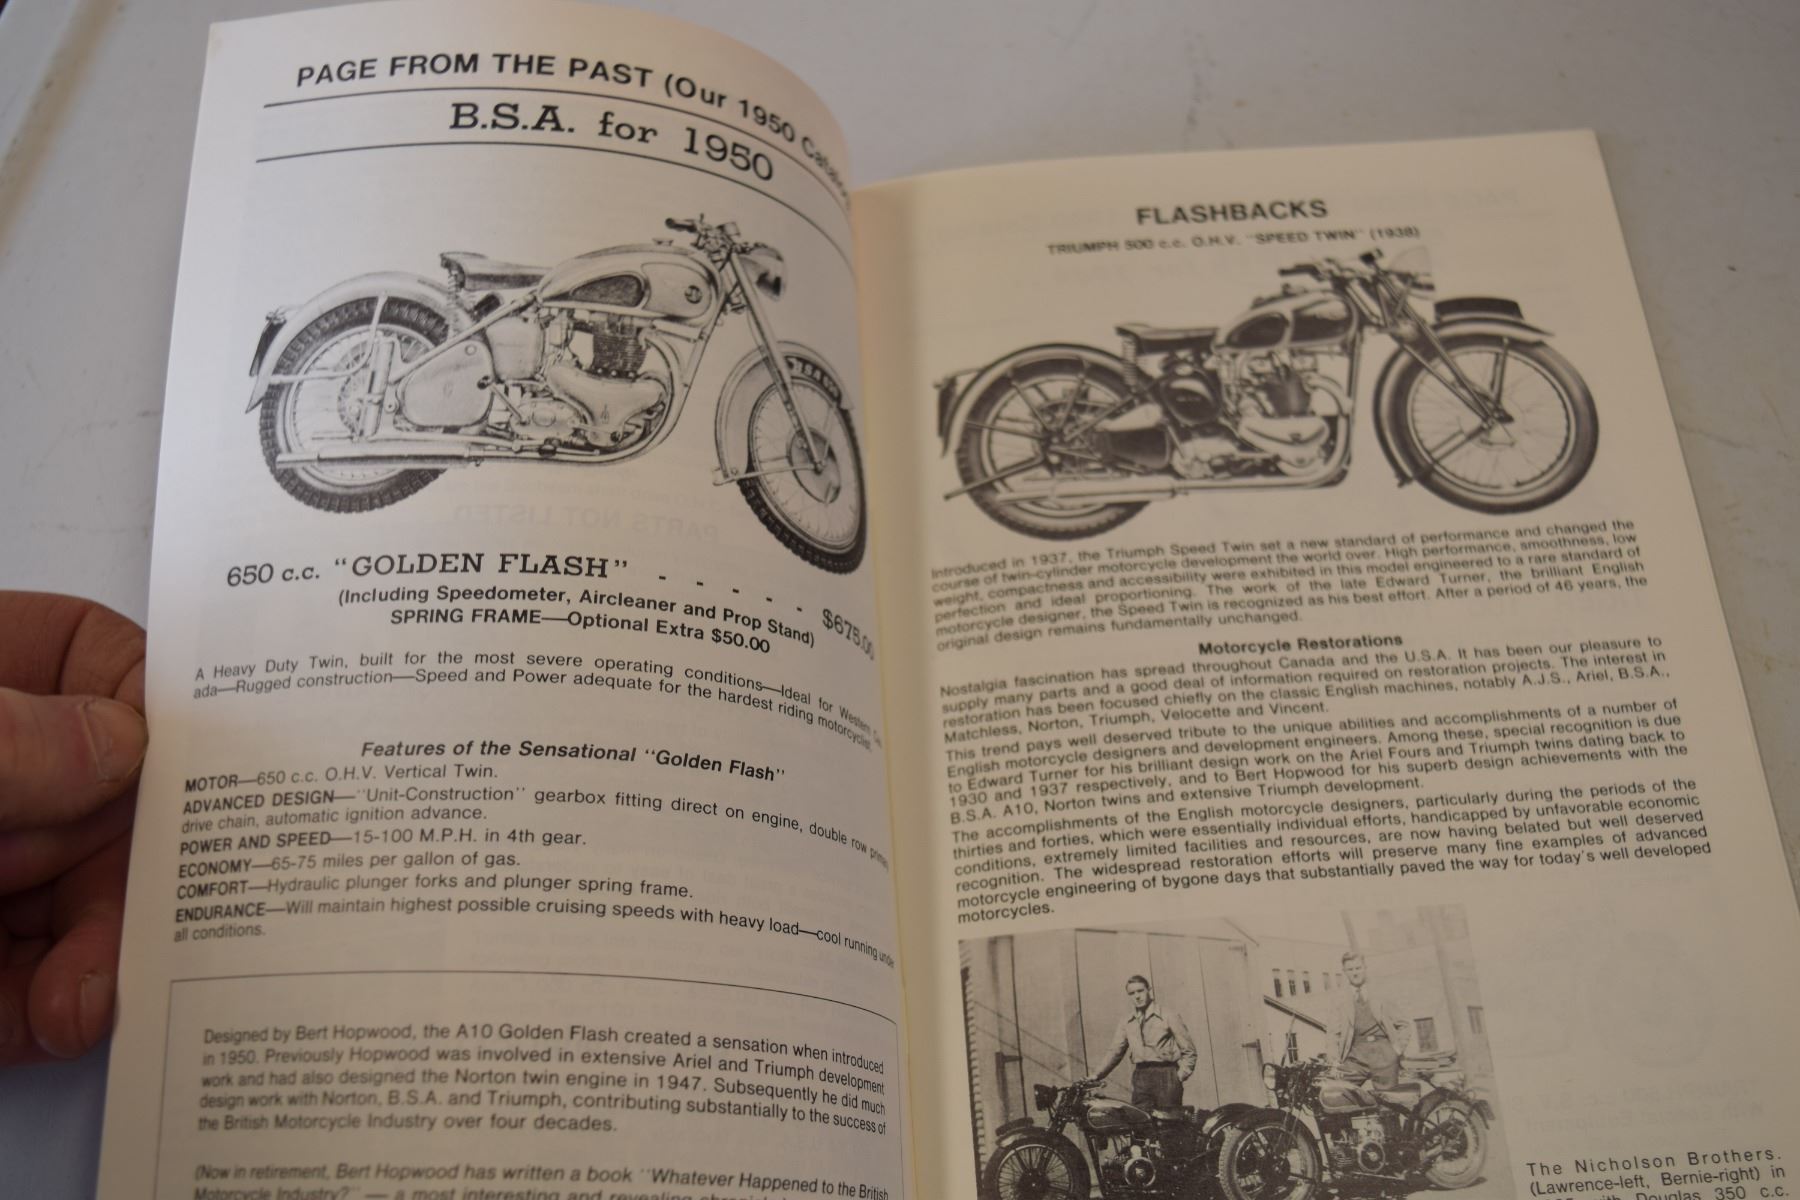 PAGE FROM THE PAST (Our 1950 Catalog
B.S.A. for 1950
650 c.c. "GOLDEN FLASH" - - - - - $675.00
(Including Speedometer, Aircleaner and Prop Stand)
SPRING FRAME—Optional Extra $50.00
A Heavy Duty Twin, built for the most severe operating conditions—Ideal for Western Can-
ada—Rugged construction—Speed and Power adequate for the hardest riding motorcyclist.
Features of the Sensational "Golden Flash"
MOTOR—650 c.c. O.H.V. Vertical Twin.
ADVANCED DESIGN—"Unit-Construction" gearbox fitting direct on engine, double row primary
drive chain, automatic ignition advance.
POWER AND SPEED—15-100 M.P.H. in 4th gear.
ECONOMY—65-75 miles per gallon of gas.
COMFORT—Hydraulic plunger forks and plunger spring frame.
ENDURANCE—Will maintain highest possible cruising speeds with heavy load—cool running under
all conditions.
Designed by Bert Hopwood, the A10 Golden Flash created a sensation when introduced
in 1950. Previously Hopwood was involved in extensive Ariel and Triumph development
work and had also designed the Norton twin engine in 1947. Subsequently he did much
design work with Norton, B.S.A. and Triumph, contributing substantially to the success of
the British Motorcycle Industry over four decades.
(Now in retirement, Bert Hopwood has written a book "Whatever Happened to the British
Motorcycle Industry?" — a most interesting and revealing
FLASHBACKS
TRIUMPH 500 c.c. O.H.V. "SPEED TWIN" (1938)
Introduced in 1937, the Triumph Speed Twin set a new standard of performance and changed the
course of twin-cylinder motorcycle development the world over. High performance, smoothness, low
weight, compactness and accessibility were exhibited in this model engineered to a rare standard of
perfection and ideal proportioning. The work of the late Edward Turner, the brilliant English
motorcycle designer, the Speed Twin is recognized as his best effort. After a period of 46 years, the
original design remains fundamentally unchanged.
Motorcycle Restorations
Nostalgia fascination has spread throughout Canada and the U.S.A. It has been our pleasure to
supply many parts and a good deal of information required on restoration projects. The interest in
restoration has been focused chiefly on the classic English machines, notably A.J.S., Ariel, B.S.A.,
Matchless, Norton, Triumph, Velocette and Vincent.
This trend pays well deserved tribute to the unique abilities and accomplishments of a number of
English motorcycle designers and development engineers. Among these, special recognition is due
to Edward Turner for his brilliant design work on the Ariel Fours and Triumph twins dating back to
1930 and 1937 respectively, and to Bert Hopwood for his superb design achievements with the
B.S.A. A10, Norton twins and extensive Triumph development.
The accomplishments of the English motorcycle designers, particularly during the periods of the
thirties and forties, which were essentially individual efforts, handicapped by unfavorable economic
conditions, extremely limited facilities and resources, are now having belated but well deserved
recognition. The widespread restoration efforts will preserve many fine examples of advanced
motorcycle engineering of bygone days that substantially paved the way for today's well developed
motorcycles.
The Nicholson Brothers.
(Lawrence-left, Bernie-right) in
with Douglas 350 c.c.